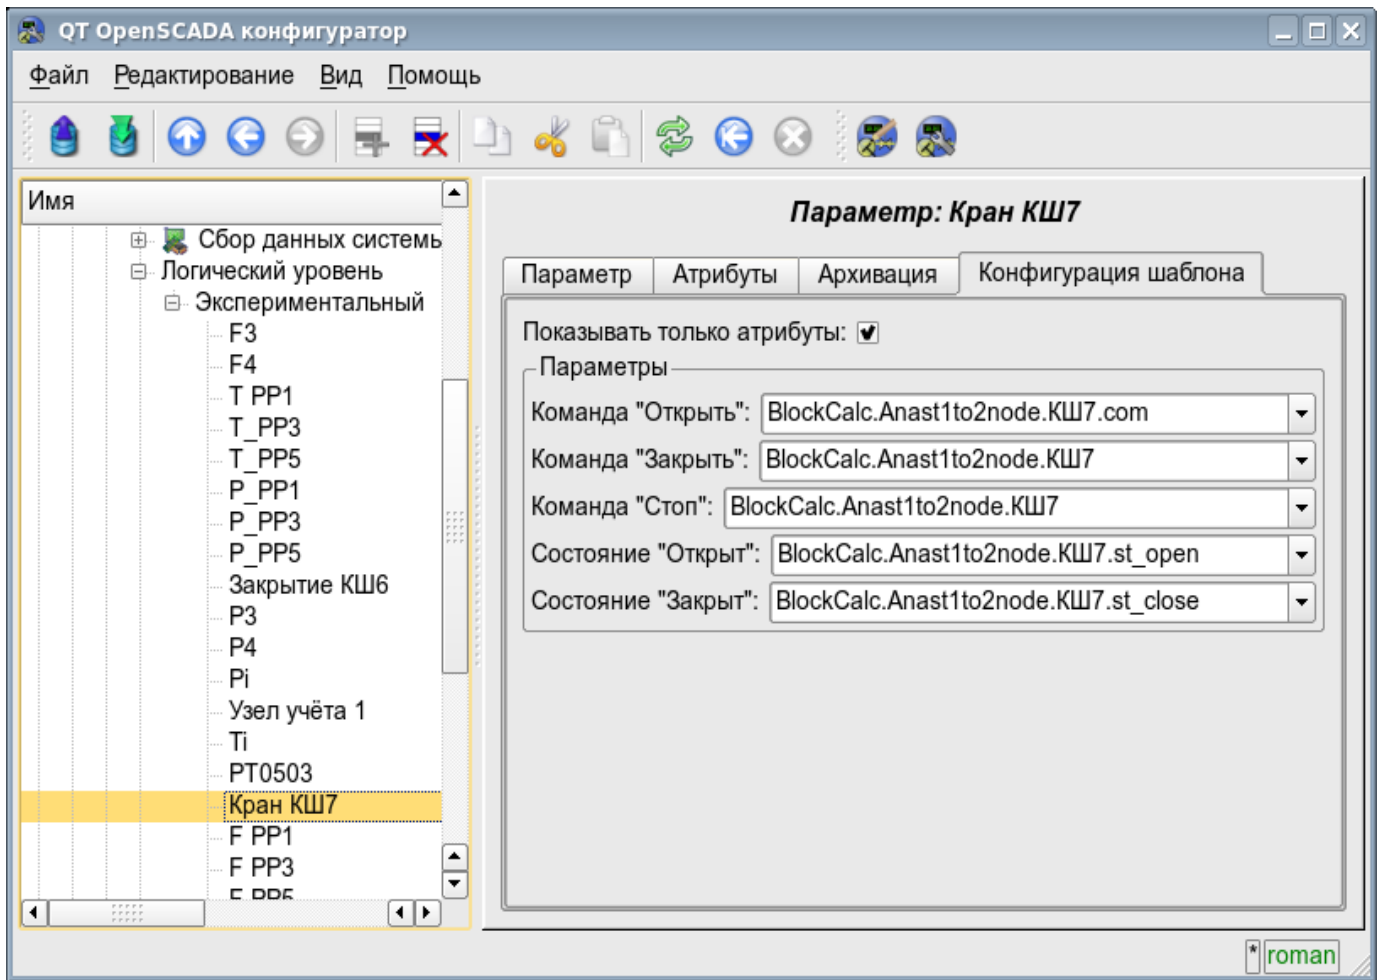 QT OpenSCADA конфигуратор
Файл Редактирование Вид Помощь
Имя
Сбор данных системы
Логический уровень
Экспериментальный
F3
F4
T PP1
T_PP3
T_PP5
P_PP1
P_PP3
P_PP5
Закрытие КШ6
P3
P4
Pi
Узел учёта 1
Ti
PT0503
Кран КШ7
F PP1
F PP3
F PP5
Параметр: Кран КШ7
Параметр Атрибуты Архивация Конфигурация шаблона
Показывать только атрибуты:
Параметры
Команда "Открыть": BlockCalc.Anast1to2node.КШ7.com
Команда "Закрыть": BlockCalc.Anast1to2node.КШ7
Команда "Стоп": BlockCalc.Anast1to2node.КШ7
Состояние "Открыт": BlockCalc.Anast1to2node.КШ7.st_open
Состояние "Закрыт": BlockCalc.Anast1to2node.КШ7.st_close
* roman